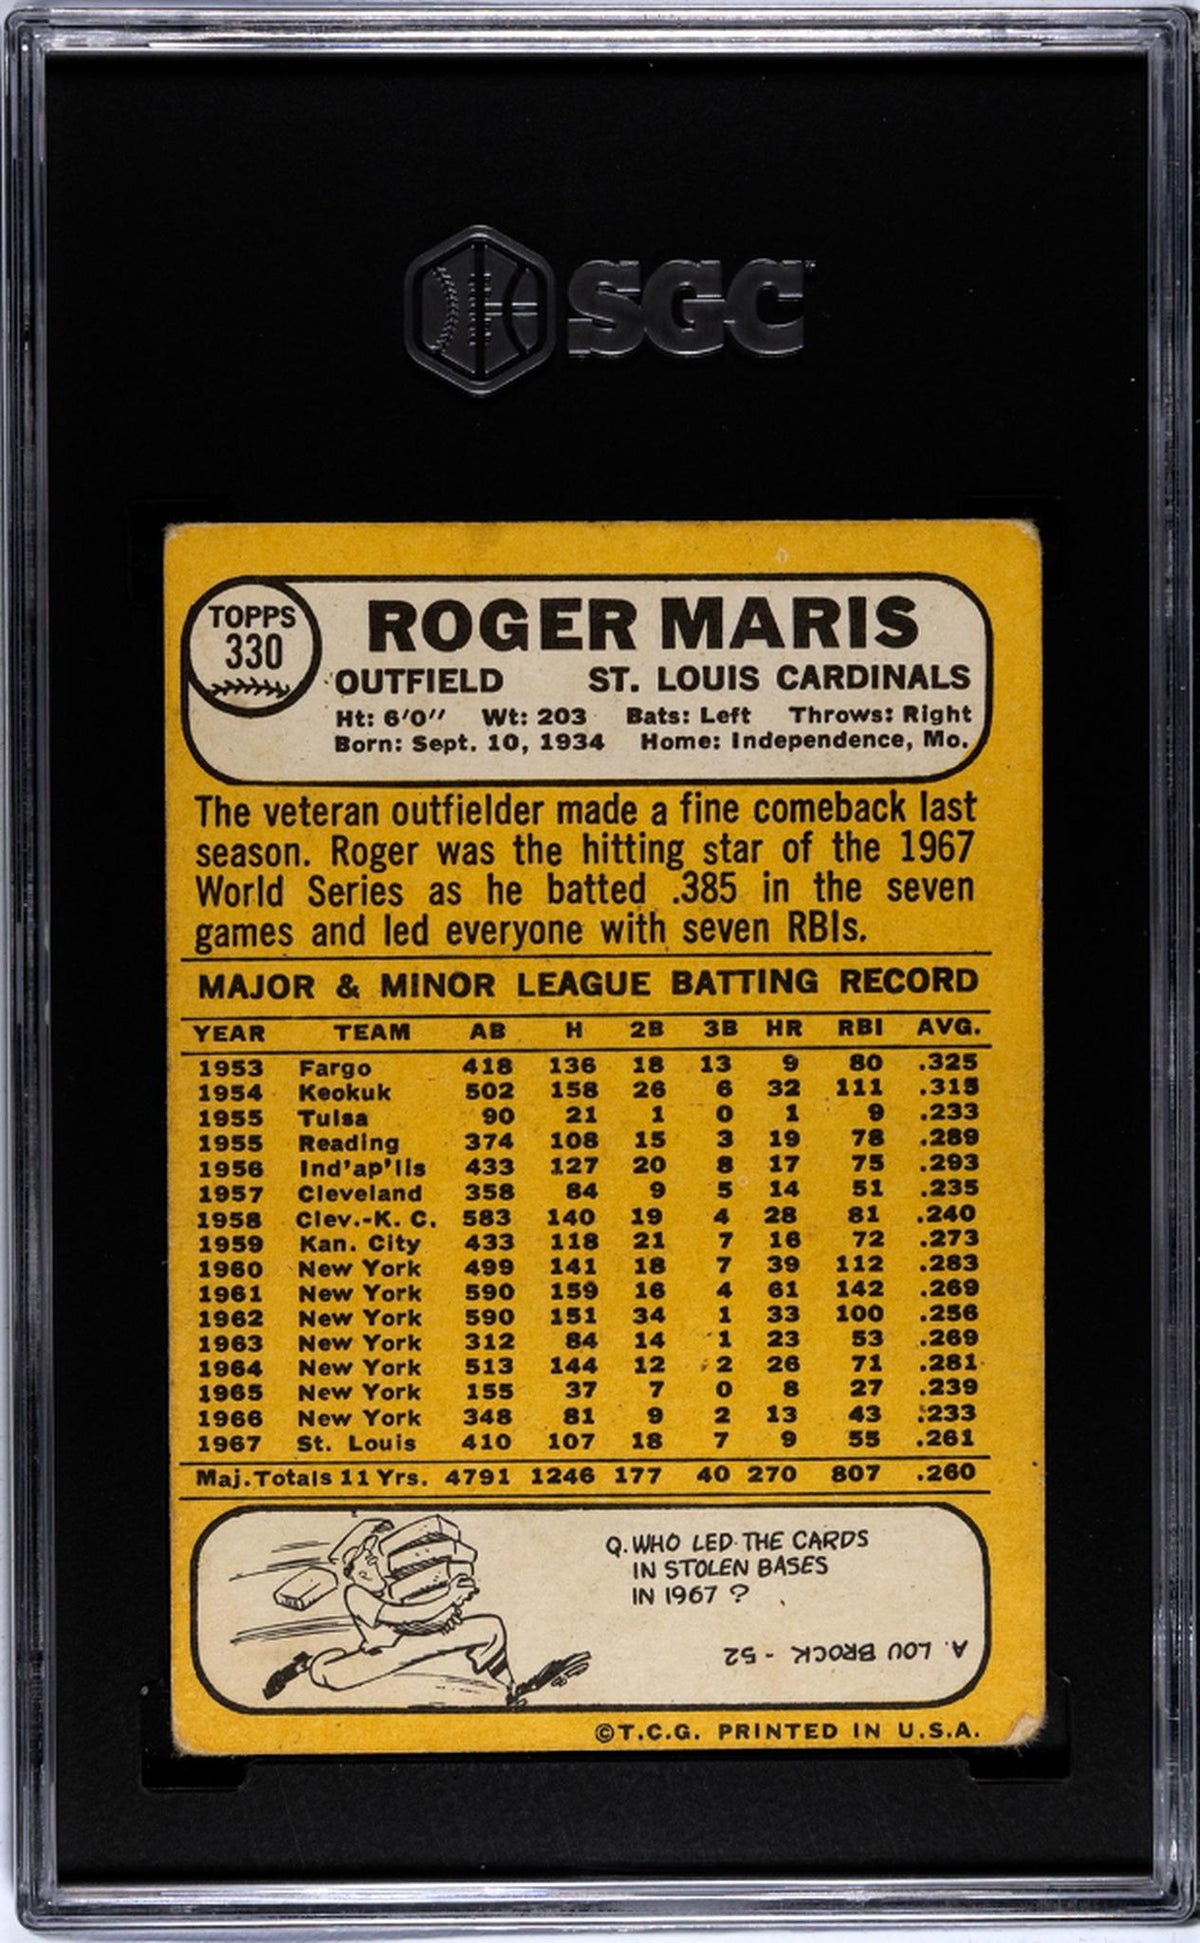 SGC
TOPPS
330
ROGER MARIS
OUTFIELD ST. LOUIS CARDINALS
Ht: 6'0" Wt: 203 Bats: Left Throws: Right
Born: Sept. 10, 1934 Home: Independence, Mo.
The veteran outfielder made a fine comeback last
season. Roger was the hitting star of the 1967
World Series as he batted .385 in the seven
games and led everyone with seven RBIs.
MAJOR & MINOR LEAGUE BATTING RECORD
YEAR TEAM AB H 2B 3B HR RBI AVG.
1953 Fargo 418 136 18 13 9 80 .325
1954 Keokuk 502 158 26 6 32 111 .315
1955 Tulsa 90 21 1 0 1 9 .233
1955 Reading 374 108 15 3 19 78 .289
1956 Ind'ap'lis 433 127 20 8 17 75 .293
1957 Cleveland 358 84 9 5 14 51 .235
1958 Clev.-K. C. 583 140 19 4 28 81 .240
1959 Kan. City 433 118 21 7 16 72 .273
1960 New York 499 141 18 7 39 112 .283
1961 New York 590 159 16 4 61 142 .269
1962 New York 590 151 34 1 33 100 .256
1963 New York 312 84 14 1 23 53 .269
1964 New York 513 144 12 2 26 71 .281
1965 New York 155 37 7 0 8 27 .239
1966 New York 348 81 9 2 13 43 .233
1967 St. Louis 410 107 18 7 9 55 .261
Maj. Totals 11 Yrs. 4791 1246 177 40 270 807 .260
Q. WHO LED THE CARDS
IN STOLEN BASES
IN 1967 ?
A. LOU BROCK - 52
©T.C.G. PRINTED IN U.S.A.